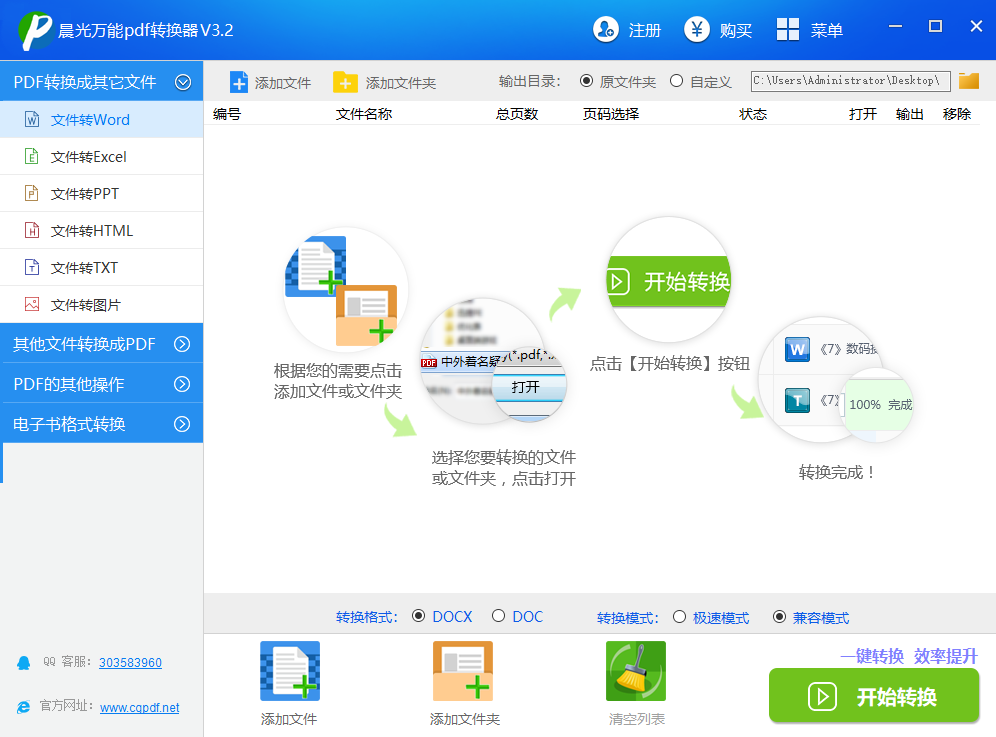 晨光万能pdf转换器V3.2
注册
购买
菜单
PDF转换成其它文件
添加文件
添加文件夹
输出目录：
原文件夹
自定义
C:\Users\Administrator\Desktop\
编号
文件名称
总页数
页码选择
状态
打开
输出
移除
文件转Word
文件转Excel
文件转PPT
文件转HTML
文件转TXT
文件转图片
其他文件转换成PDF
PDF的其他操作
电子书格式转换
根据您的需要点击
添加文件或文件夹
PDF 中外着名疑
(*.pdf,*.
打开
选择您要转换的文件
或文件夹，点击打开
开始转换
点击【开始转换】按钮
W 《7》数码
T 《7》
100% 完成
转换完成！
转换格式：
DOCX
DOC
转换模式：
极速模式
兼容模式
添加文件
添加文件夹
清空列表
一键转换 效率提升
开始转换
QQ 客服：303583960
官方网址：www.cgpdf.net